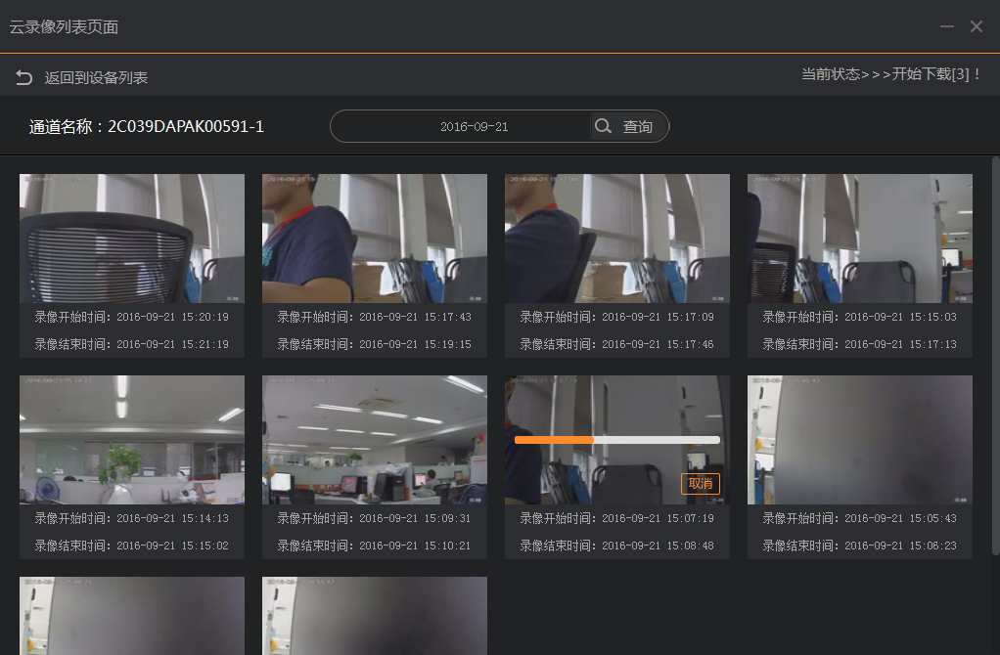 云录像列表页面
返回到设备列表
当前状态>>>开始下载[3]！
通道名称：2C039DAPAK00591-1
2016-09-21
查询
录像开始时间：2016-09-21 15:20:19
录像结束时间：2016-09-21 15:21:19
录像开始时间：2016-09-21 15:17:43
录像结束时间：2016-09-21 15:19:15
录像开始时间：2016-09-21 15:17:09
录像结束时间：2016-09-21 15:17:46
录像开始时间：2016-09-21 15:15:03
录像结束时间：2016-09-21 15:17:13
录像开始时间：2016-09-21 15:14:13
录像结束时间：2016-09-21 15:15:02
录像开始时间：2016-09-21 15:09:31
录像结束时间：2016-09-21 15:10:21
取消
录像开始时间：2016-09-21 15:07:19
录像结束时间：2016-09-21 15:08:48
录像开始时间：2016-09-21 15:05:43
录像结束时间：2016-09-21 15:06:23